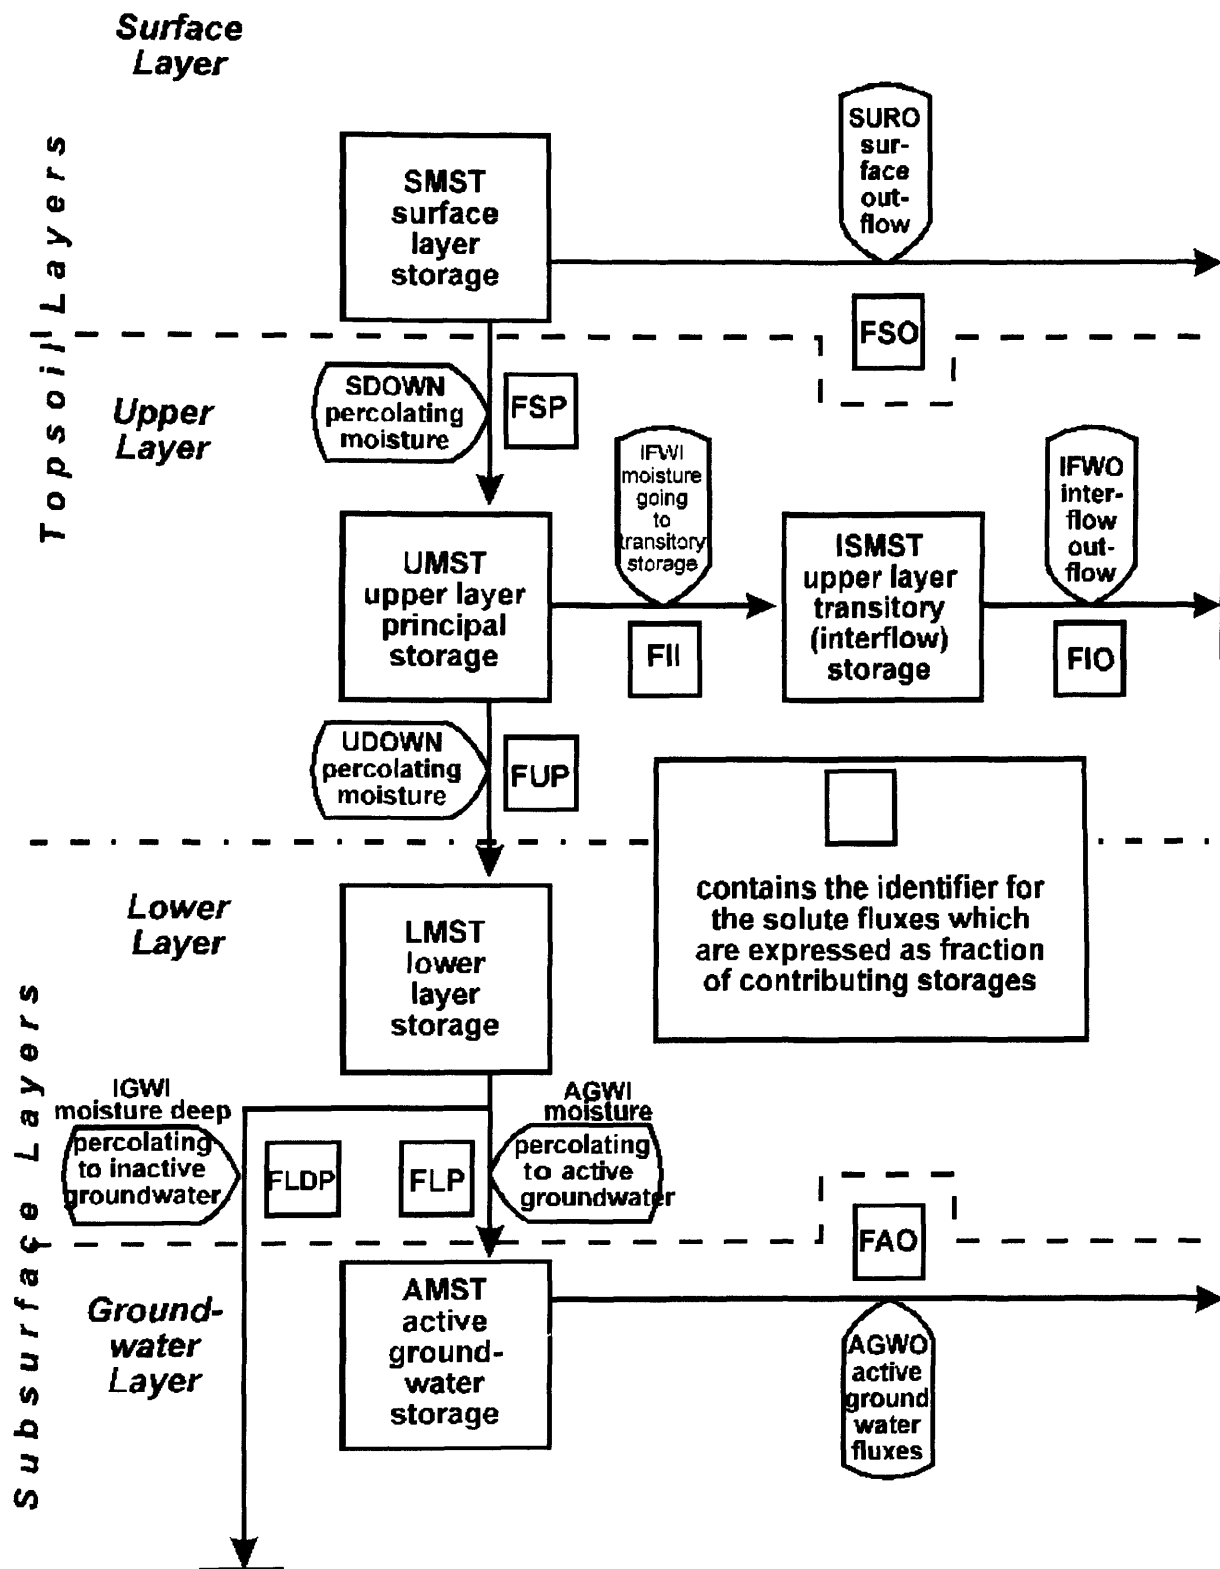 Surface
Layer
Topsoil Layers
SURO
sur-
face
out-
flow
SMST
surface
layer
storage
FSO
Upper
Layer
SDOWN
percolating
moisture
FSP
IFWI
moisture
going
to
transitory
storage
IFWO
inter-
flow
out-
flow
UMST
upper layer
principal
storage
FII
ISMST
upper layer
transitory
(interflow)
storage
FIO
UDOWN
percolating
moisture
FUP
contains the identifier for
the solute fluxes which
are expressed as fraction
of contributing storages
Lower
Layer
LMST
lower
layer
storage
Subsurface Layers
IGWI
moisture deep
percolating
to inactive
groundwater
FLDP
FLP
AGWI
moisture
percolating
to active
groundwater
FAO
Ground-
water
Layer
AMST
active
ground-
water
storage
AGWO
active
ground
water
fluxes